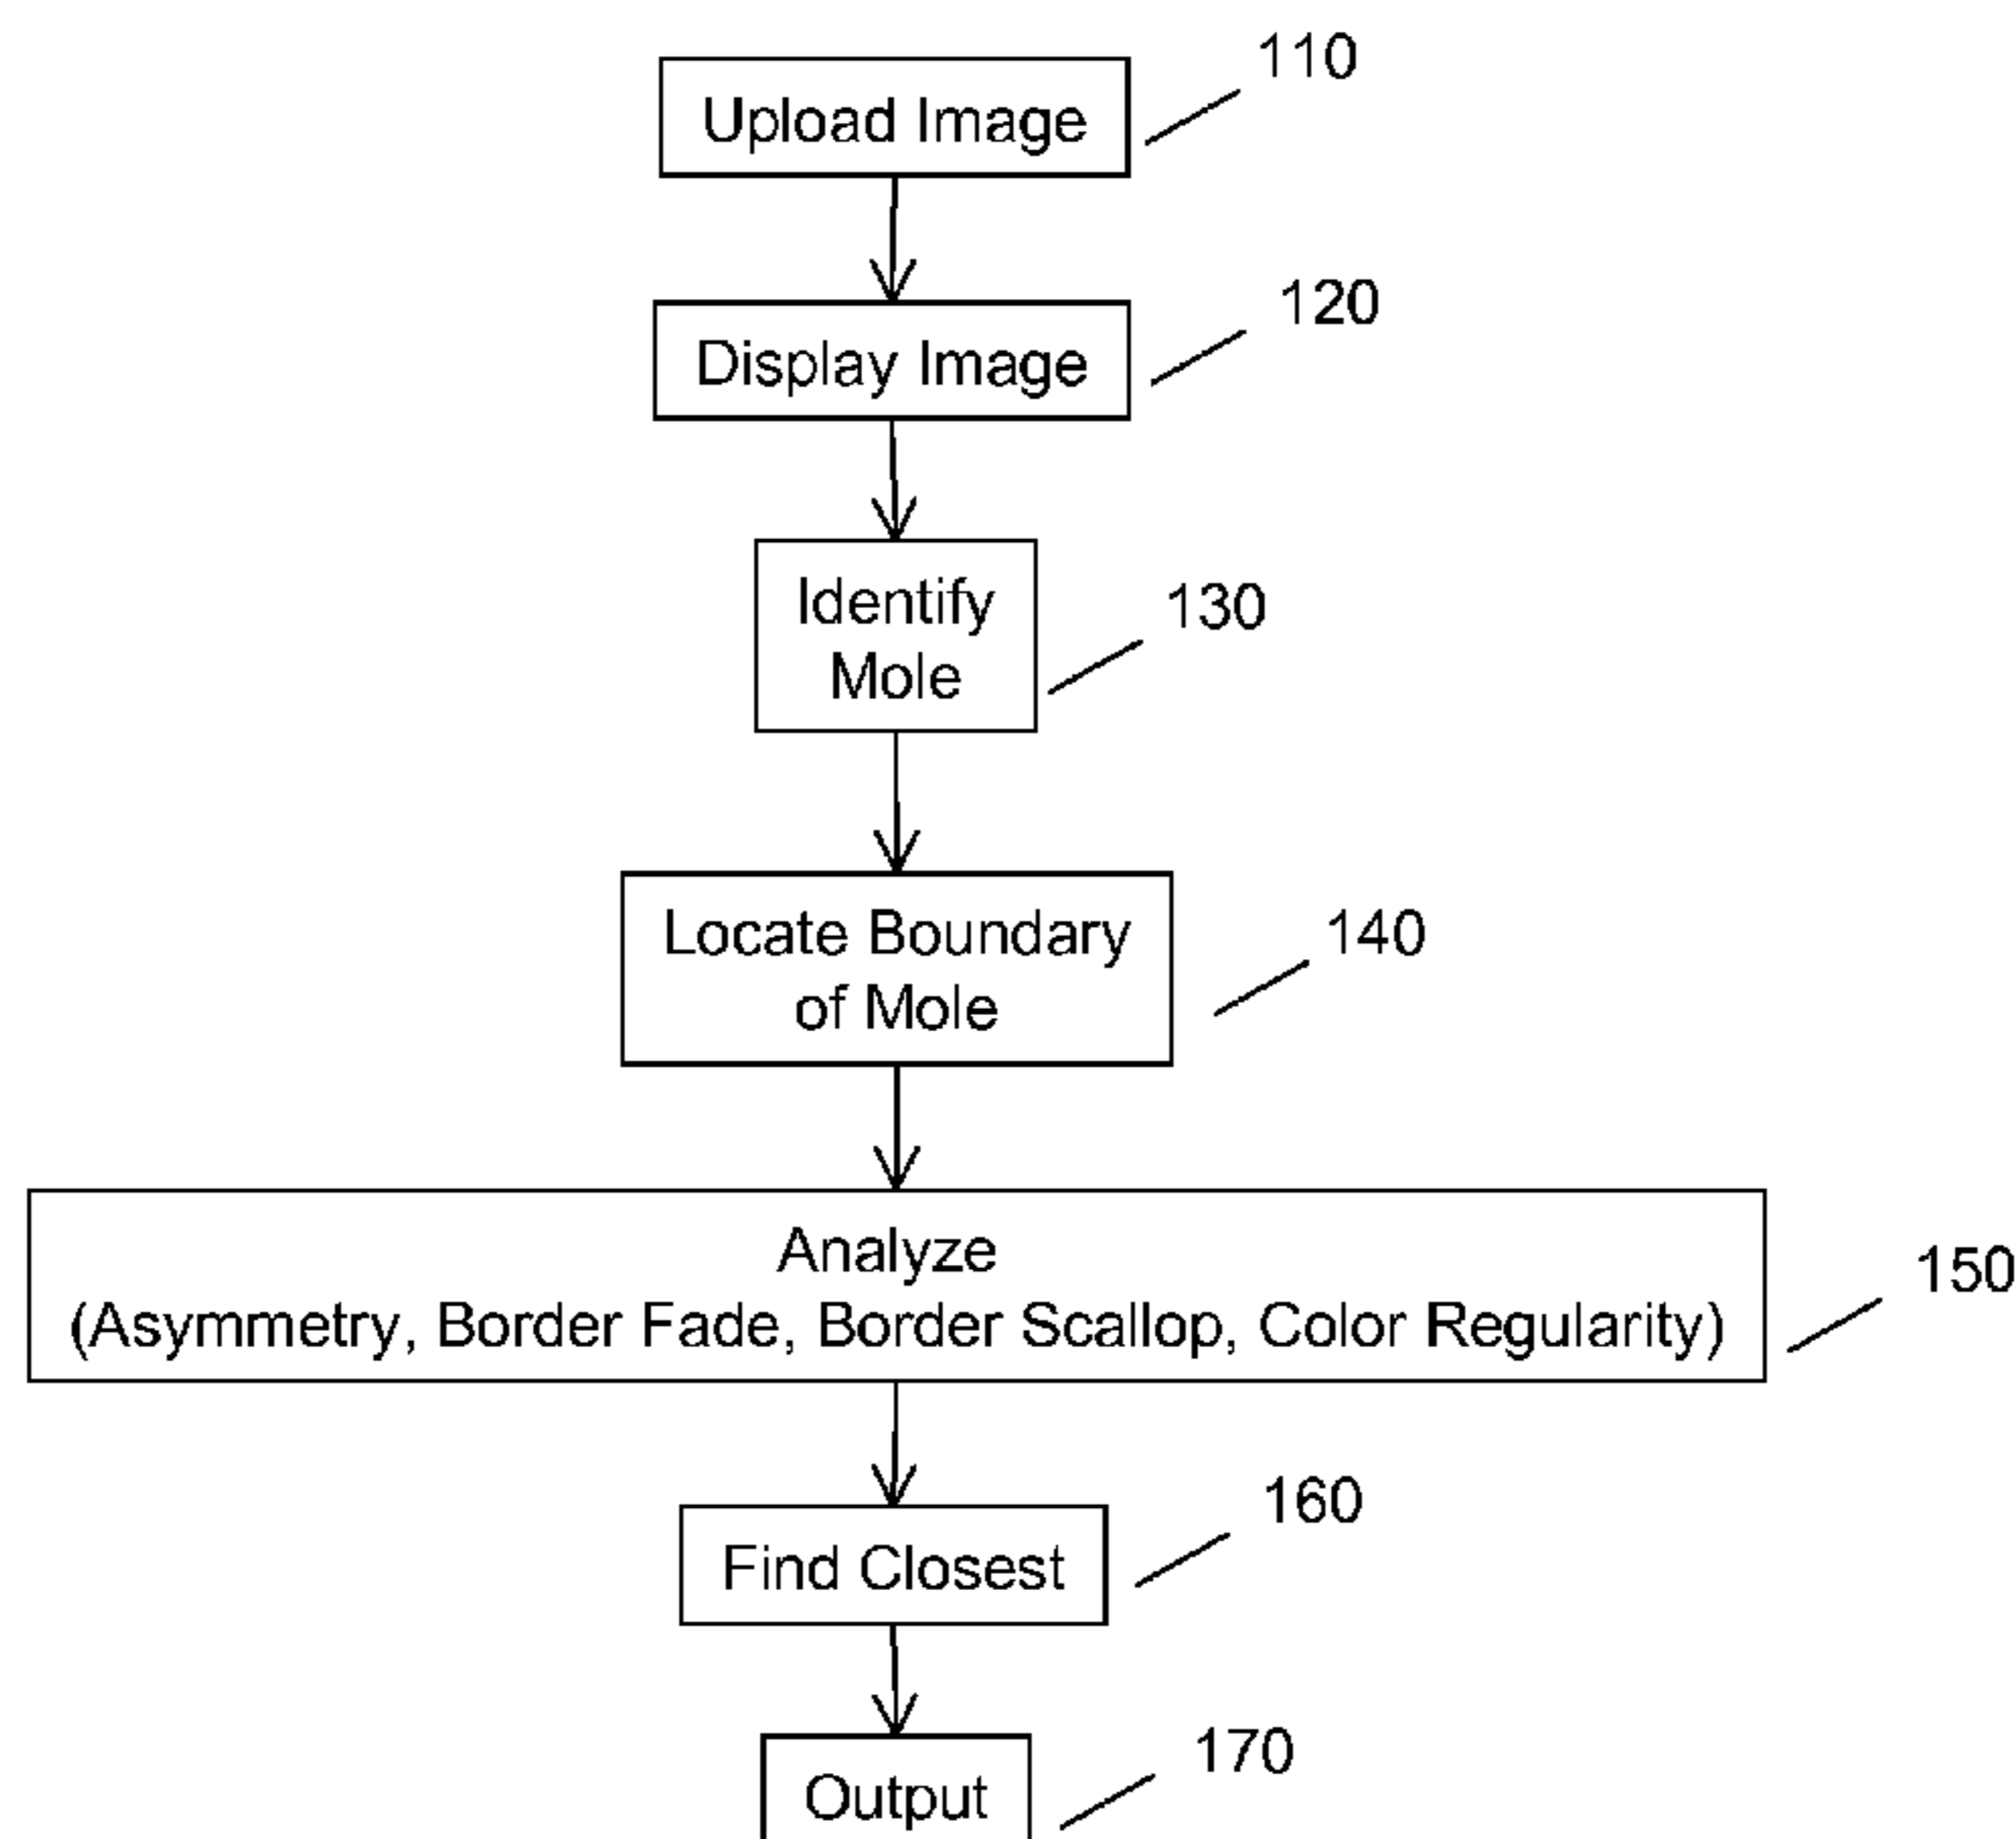 110
Upload Image
120
Display Image
130
Identify
Mole
140
Locate Boundary
of Mole
150
Analyze
(Asymmetry, Border Fade, Border Scallop, Color Regularity)
160
Find Closest
170
Output